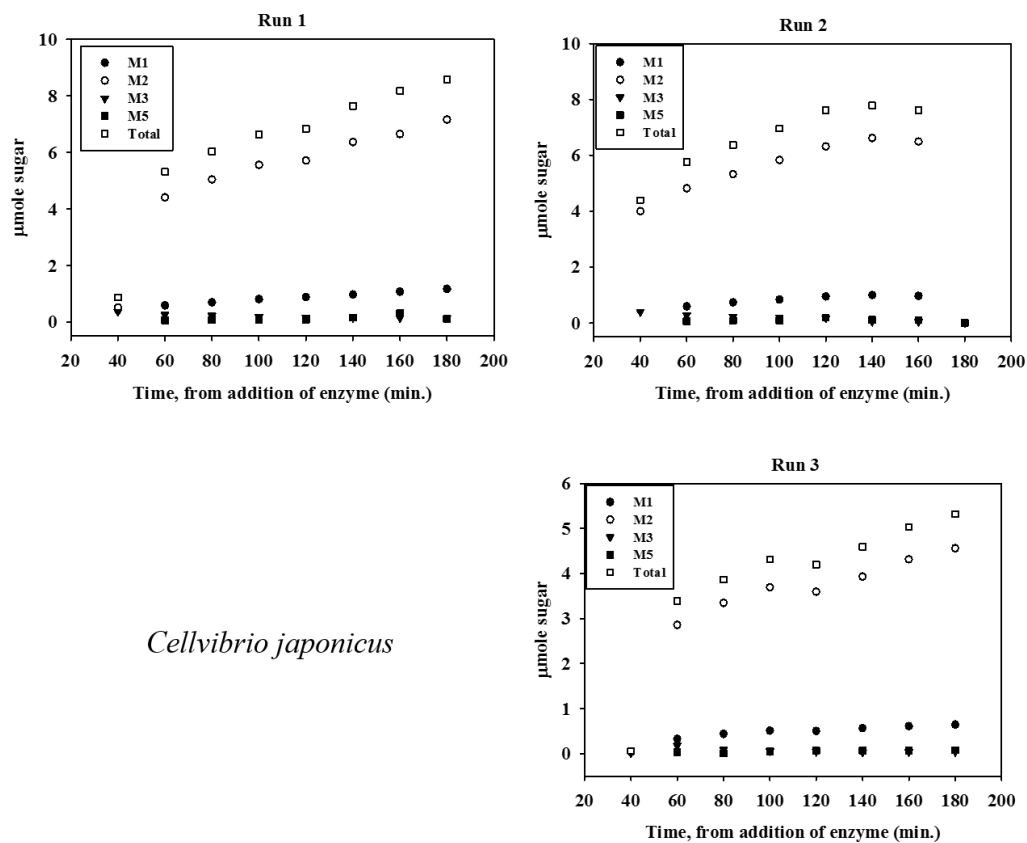 Run 1
10
8
6
4
2
0
M1
M2
M3
M5
Total
μmole sugar
20 40 60 80 100 120 140 160 180 200
Time, from addition of enzyme (min.)
Run 2
10
8
6
4
2
0
M1
M2
M3
M5
Total
μmole sugar
20 40 60 80 100 120 140 160 180 200
Time, from addition of enzyme (min.)
Cellvibrio japonicus
Run 3
6
5
4
3
2
1
0
M1
M2
M3
M5
Total
μmole sugar
20 40 60 80 100 120 140 160 180 200
Time, from addition of enzyme (min.)